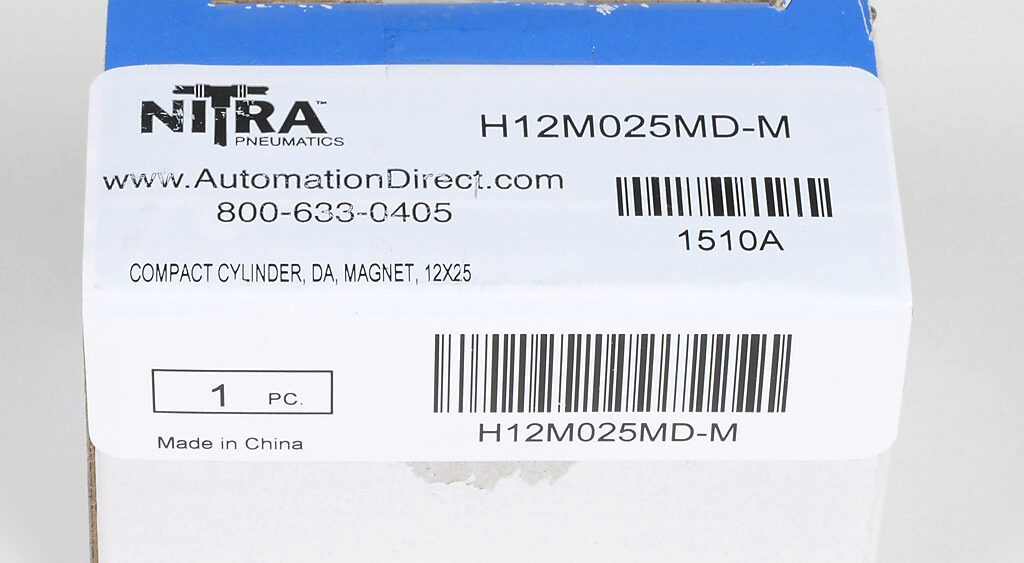 NITRA™
PNEUMATICS
H12M025MD-M
www.AutomationDirect.com
800-633-0405
1510A
COMPACT CYLINDER, DA, MAGNET, 12X25
1 PC.
H12M025MD-M
Made in China